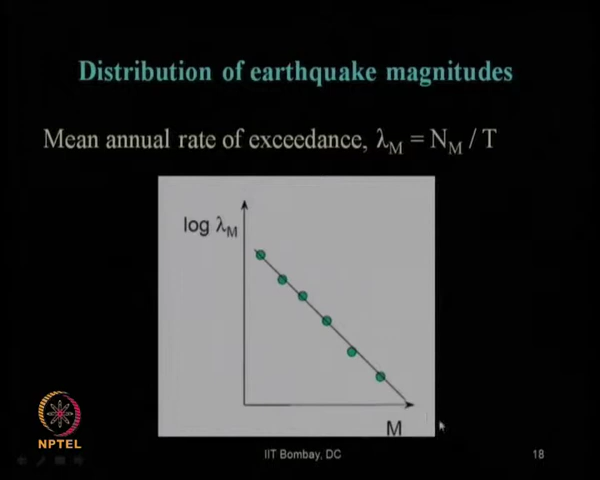 Distribution of earthquake magnitudes
Mean annual rate of exceedance, λM = NM / T
log λM
M
NPTEL
IIT Bombay, DC
18